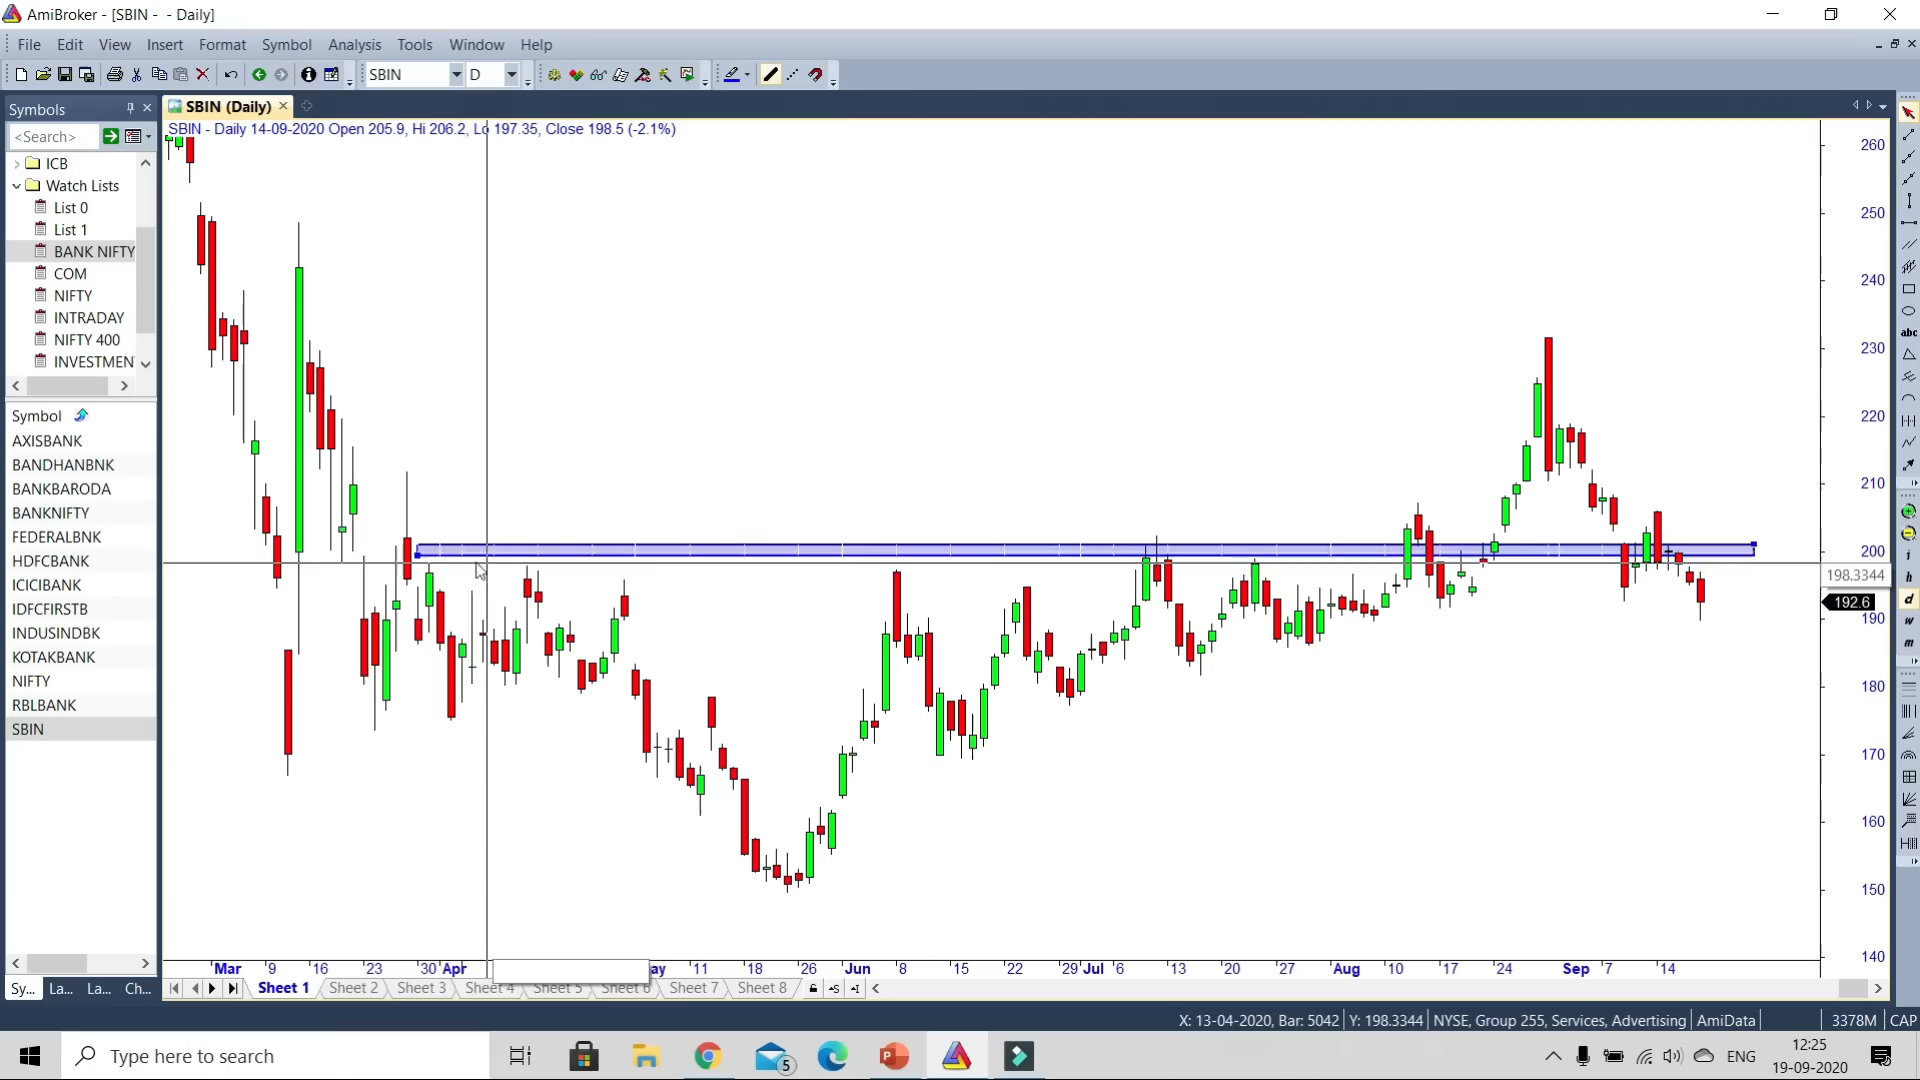 AmiBroker - [SBIN - - Daily]
File Edit View Insert Format Symbol Analysis Tools Window Help
SBIN D
Symbols
SBIN (Daily)
<Search>
SBIN - Daily 14-09-2020 Open 205.9, Hi 206.2, Lo 197.35, Close 198.5 (-2.1%)
ICB
Watch Lists
List 0
List 1
BANK NIFTY
COM
NIFTY
INTRADAY
NIFTY 400
INVESTMEN
Symbol
AXISBANK
BANDHANBNK
BANKBARODA
BANKNIFTY
FEDERALBNK
HDFCBANK
ICICIBANK
IDFCFIRSTB
INDUSINDBK
KOTAKBANK
NIFTY
RBLBANK
SBIN
260
250
240
230
220
210
200
198.3344
192.6
190
180
170
160
150
140
abc
i
h
d
w
m
Mar 9 16 23 30 Apr ay 11 18 26 Jun 8 15 22 29 Jul 6 13 20 27 Aug 10 17 24 Sep 7 14
Sy... La... La... Ch...
Sheet 1 Sheet 2 Sheet 3 Sheet 4 Sheet 5 Sheet 6 Sheet 7 Sheet 8
X: 13-04-2020, Bar: 5042 Y: 198.3344 NYSE, Group 255, Services, Advertising AmiData 3378M CAP
Type here to search
5
ENG
12:25
19-09-2020